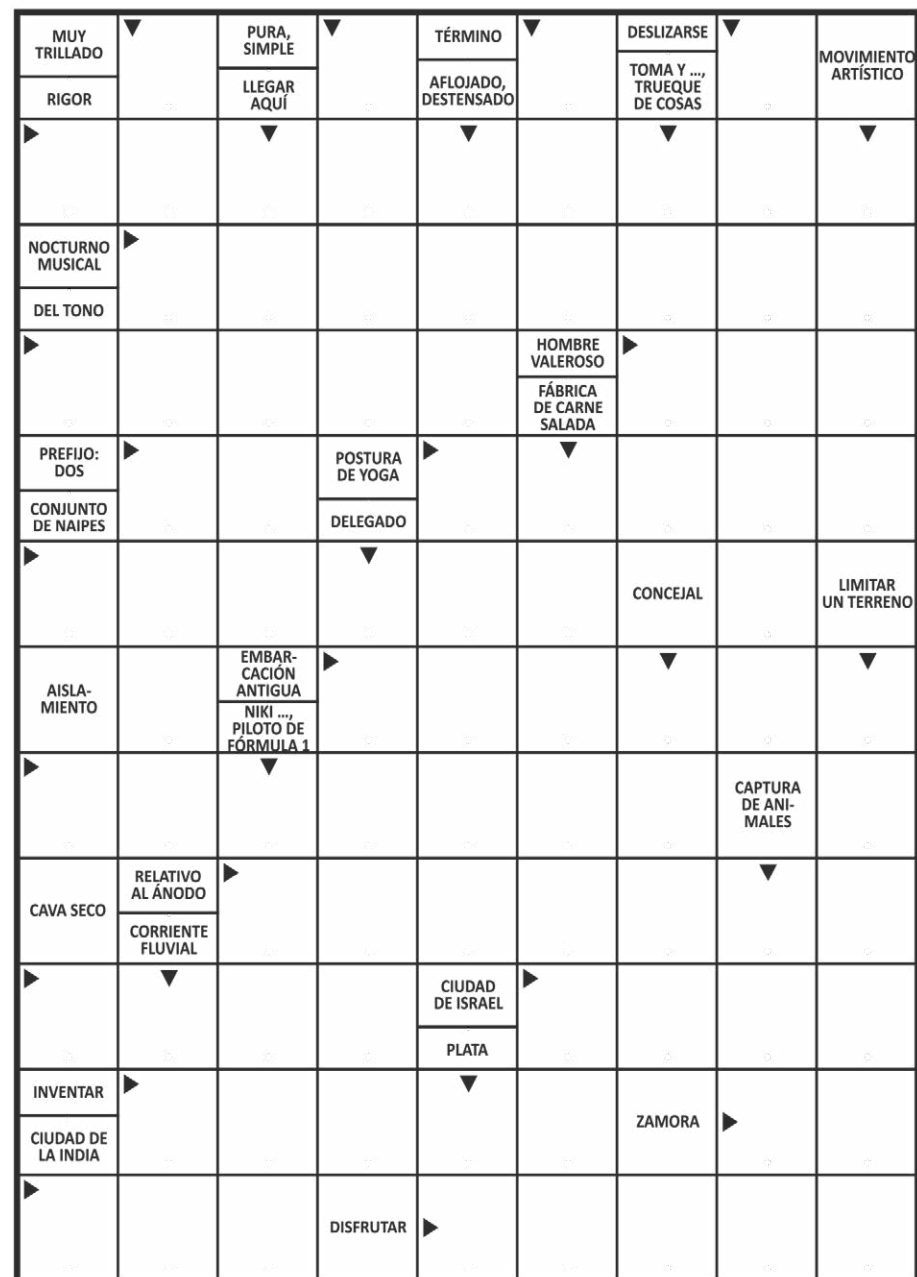 MUY
TRILLADO
RIGOR
PURA,
SIMPLE
LLEGAR
AQUÍ
TÉRMINO
AFLOJADO,
DESTENSADO
DESLIZARSE
TOMA Y ...,
TRUEQUE
DE COSAS
MOVIMIENTO
ARTÍSTICO
NOCTURNO
MUSICAL
DEL TONO
HOMBRE
VALEROSO
FÁBRICA
DE CARNE
SALADA
PREFIJO:
DOS
CONJUNTO
DE NAIPES
POSTURA
DE YOGA
DELEGADO
CONCEJAL
LIMITAR
UN TERRENO
AISLA-
MIENTO
EMBAR-
CACIÓN
ANTIGUA
NIKI ...,
PILOTO DE
FÓRMULA 1
CAPTURA
DE ANI-
MALES
CAVA SECO
RELATIVO
AL ÁNODO
CORRIENTE
FLUVIAL
CIUDAD
DE ISRAEL
PLATA
INVENTAR
CIUDAD DE
LA INDIA
ZAMORA
DISFRUTAR